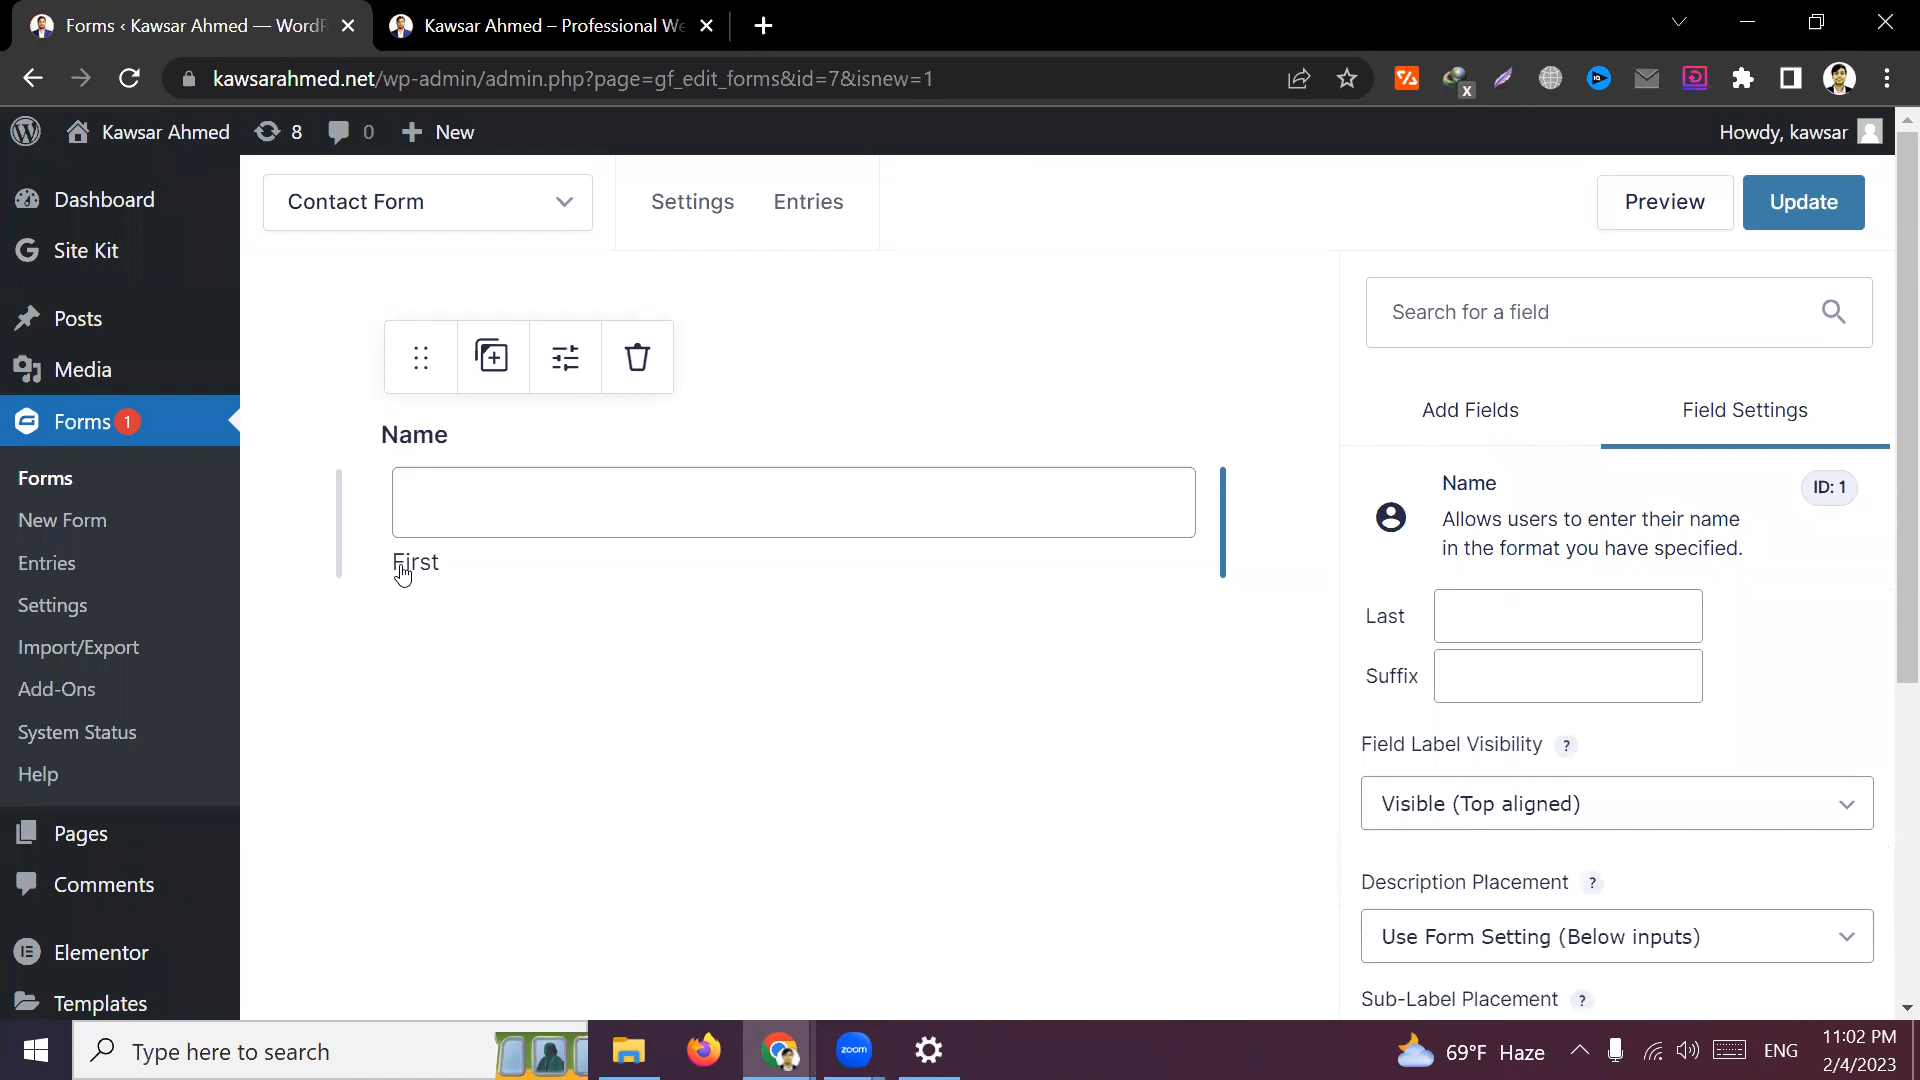 Forms ‹ Kawsar Ahmed — WordP
Kawsar Ahmed – Professional We
kawsarahmed.net/wp-admin/admin.php?page=gf_edit_forms&id=7&isnew=1
Kawsar Ahmed
8
0
New
Howdy, kawsar
Dashboard
Site Kit
Posts
Media
Forms 1
Forms
New Form
Entries
Settings
Import/Export
Add-Ons
System Status
Help
Pages
Comments
Elementor
Templates
Contact Form
Settings
Entries
Preview
Update
Name
First
Search for a field
Add Fields
Field Settings
Name
ID: 1
Allows users to enter their name
in the format you have specified.
Last
Suffix
Field Label Visibility ?
Visible (Top aligned)
Description Placement ?
Use Form Setting (Below inputs)
Sub-Label Placement ?
Type here to search
zoom
69°F Haze
ENG
11:02 PM
2/4/2023